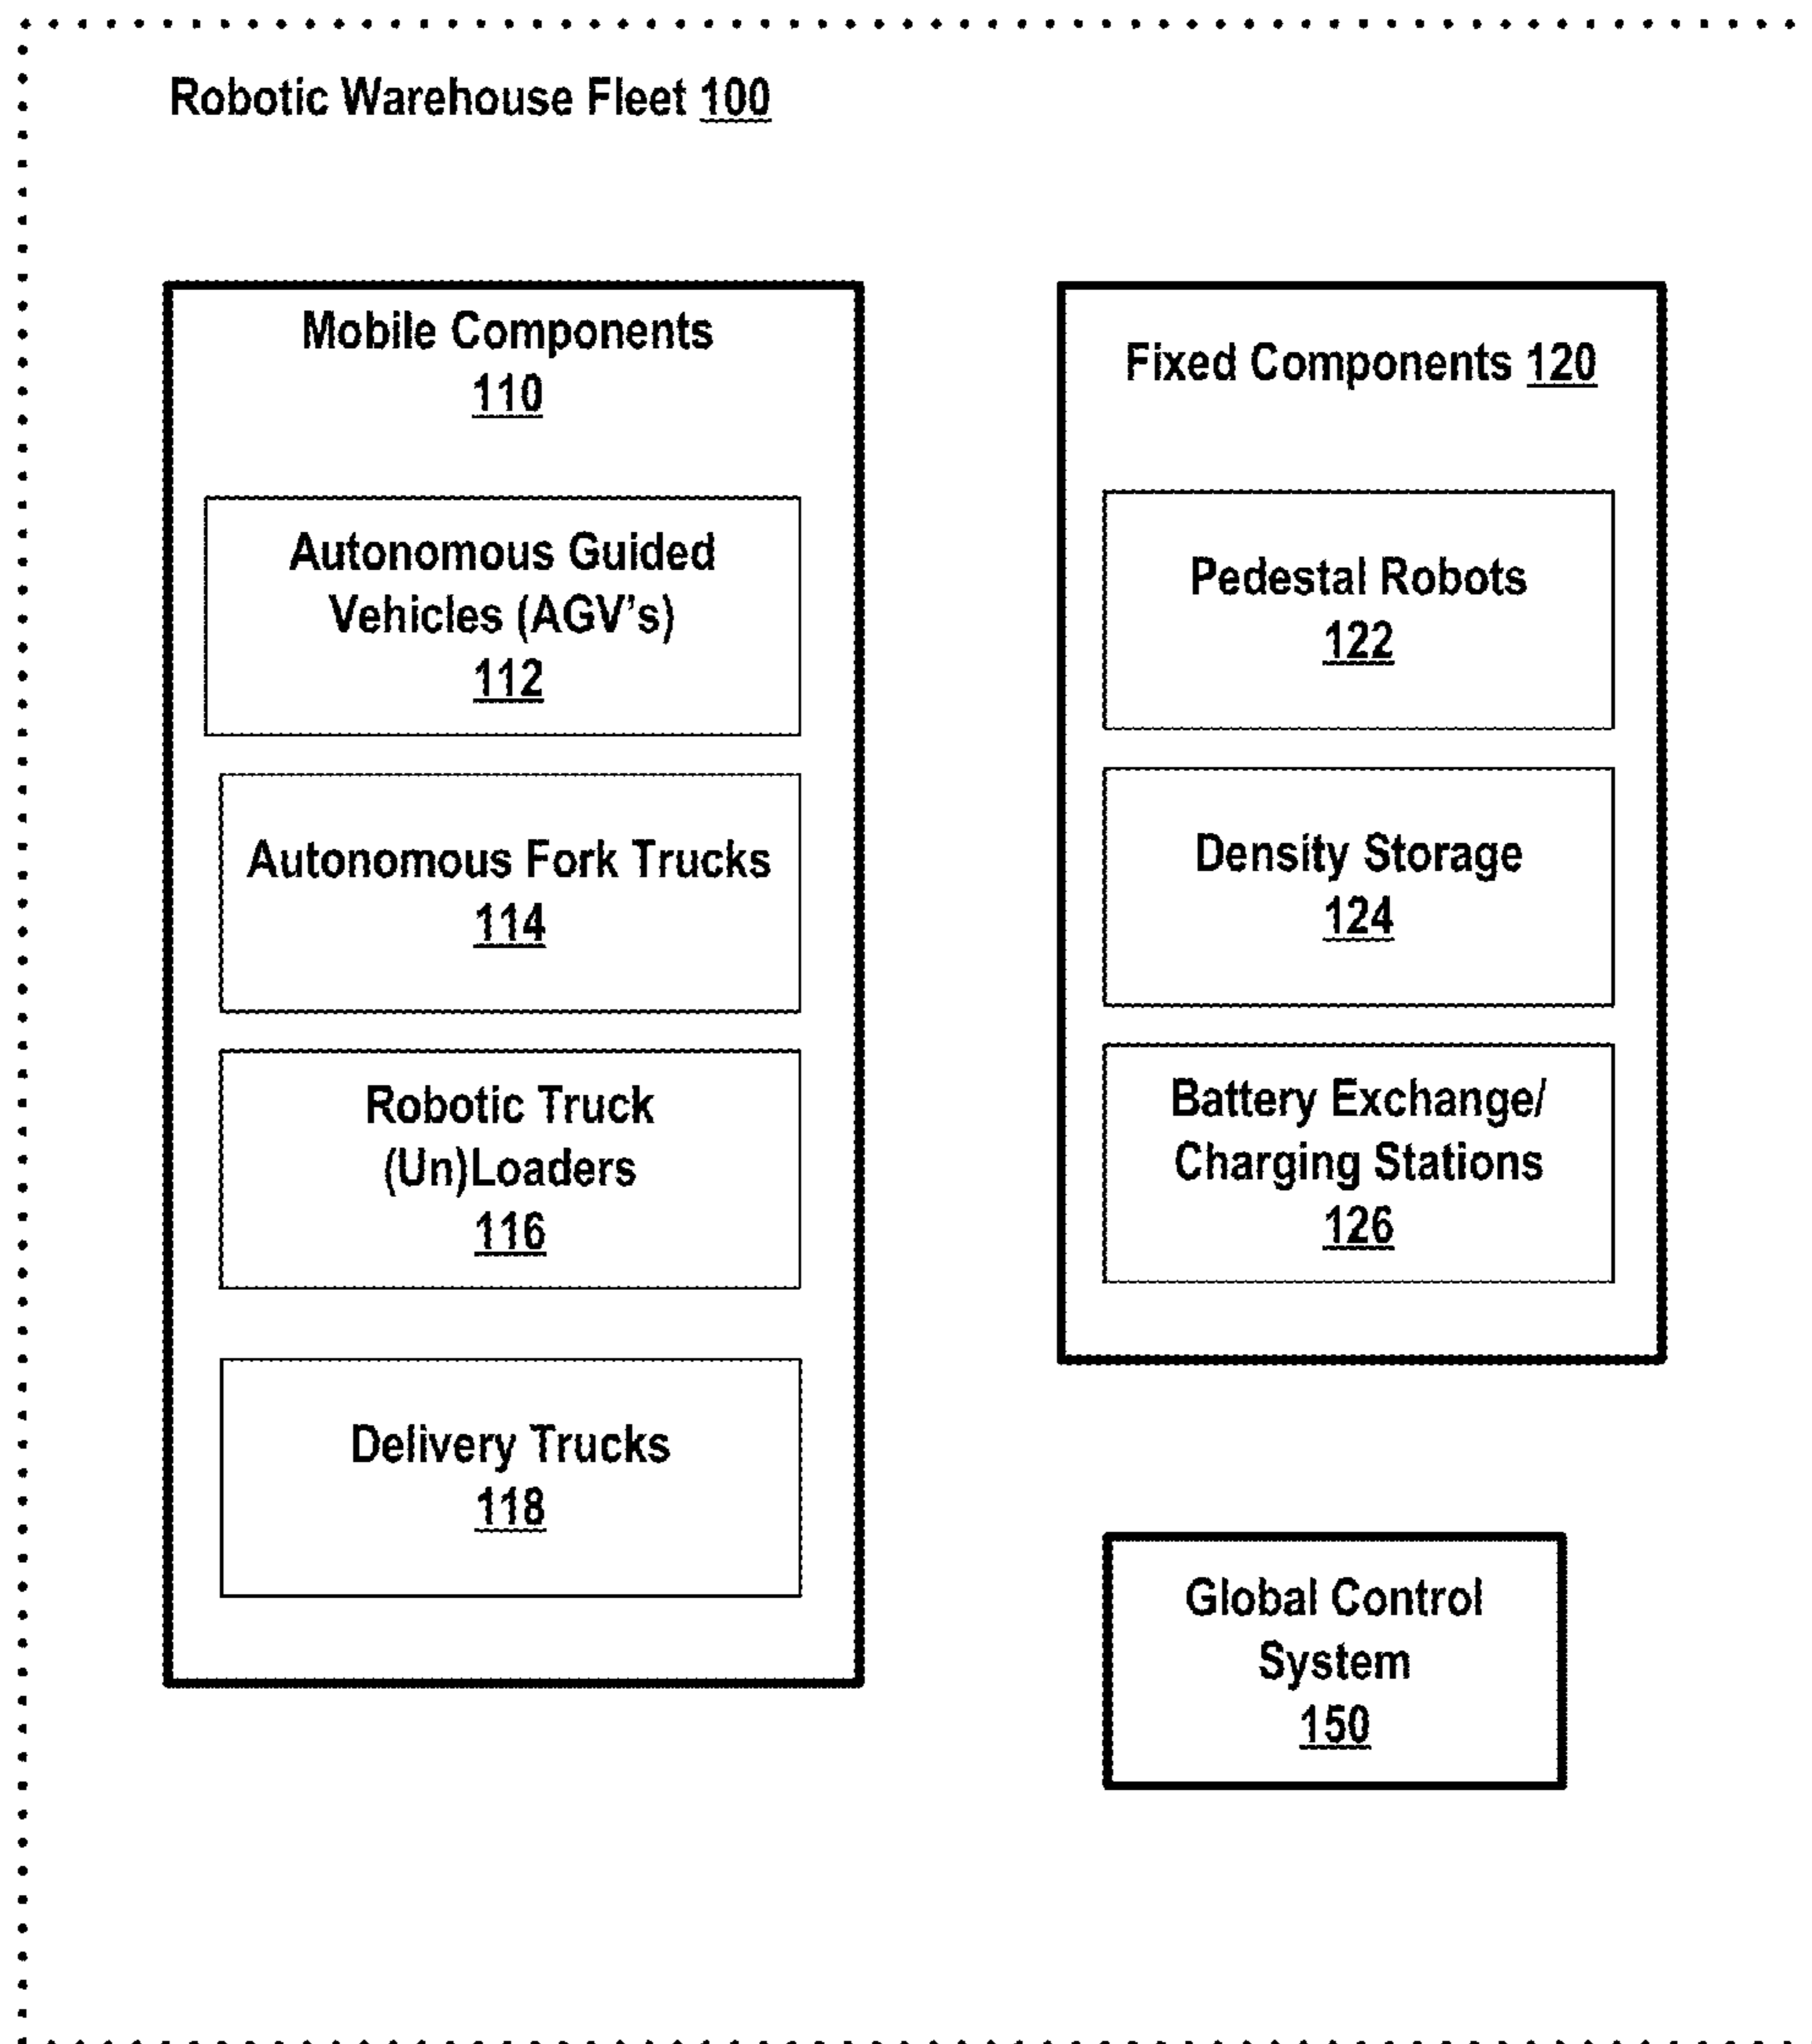 Robotic Warehouse Fleet 100
Mobile Components
110
Autonomous Guided
Vehicles (AGV's)
112
Autonomous Fork Trucks
114
Robotic Truck
(Un)Loaders
116
Delivery Trucks
118
Fixed Components 120
Pedestal Robots
122
Density Storage
124
Battery Exchange/
Charging Stations
126
Global Control
System
150